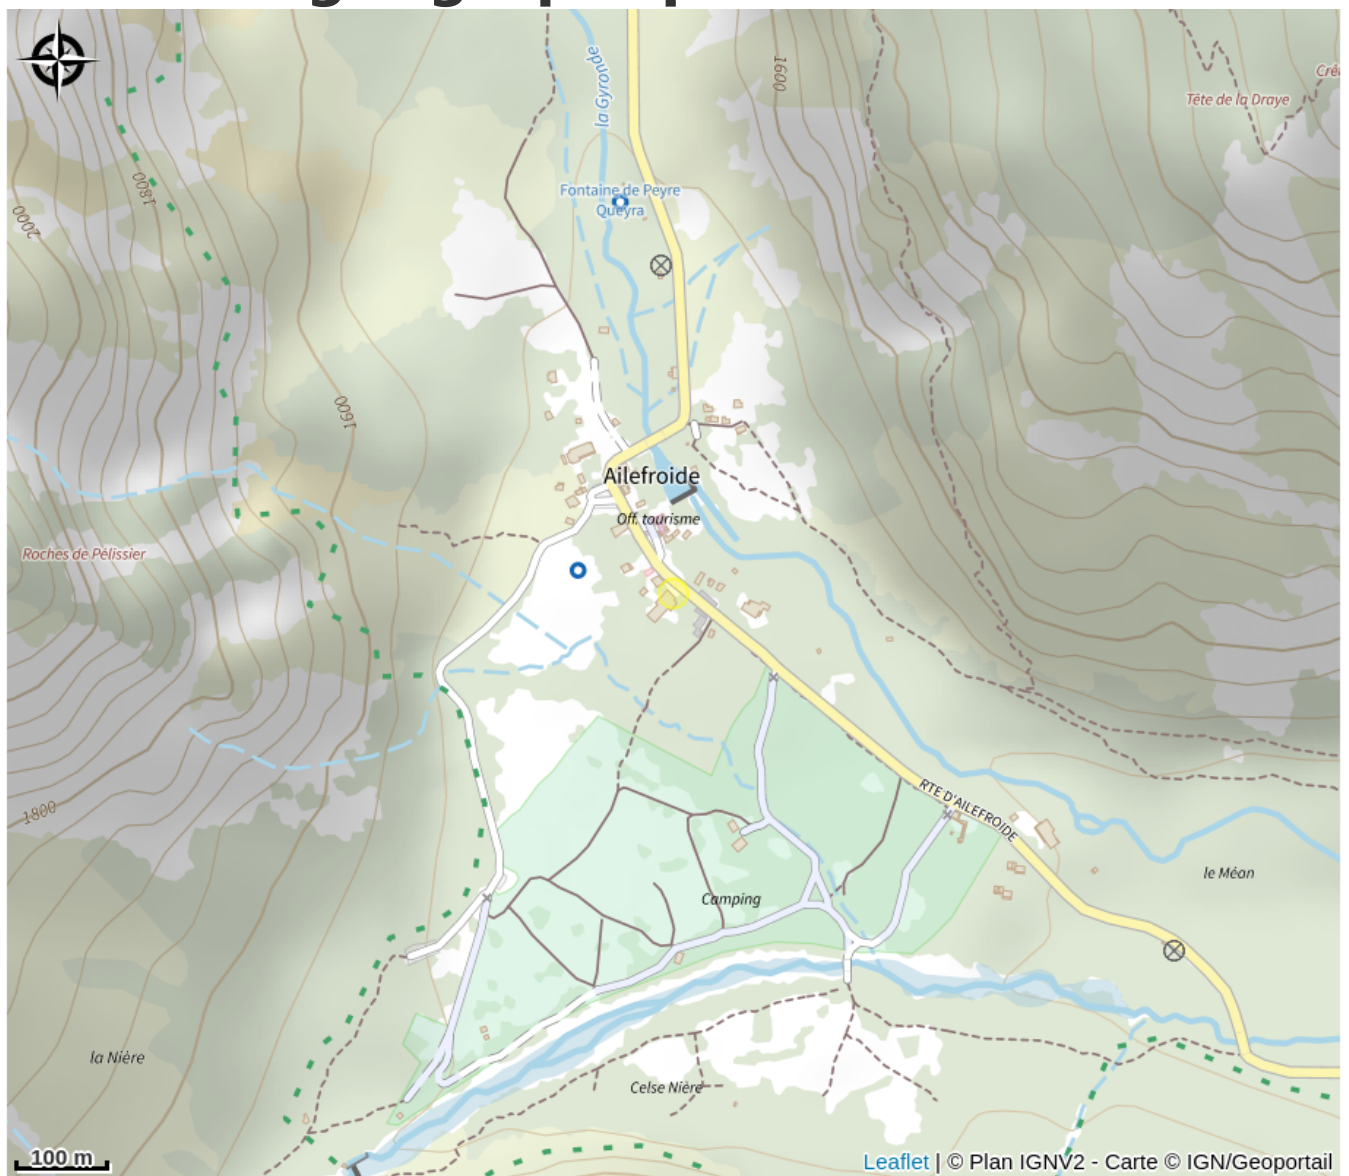 la Gyronde
1600
Crê
Tête de la Draye
1800
Fontaine de Peyre
Queyra
2000
1600
Ailefroide
Off. tourisme
Roches de Pélissier
1800
RTE D'AILEFROIDE
le Méan
Camping
la Nière
Celse Nière
100 m
Leaflet | © Plan IGNV2 - Carte © IGN/Geoportail